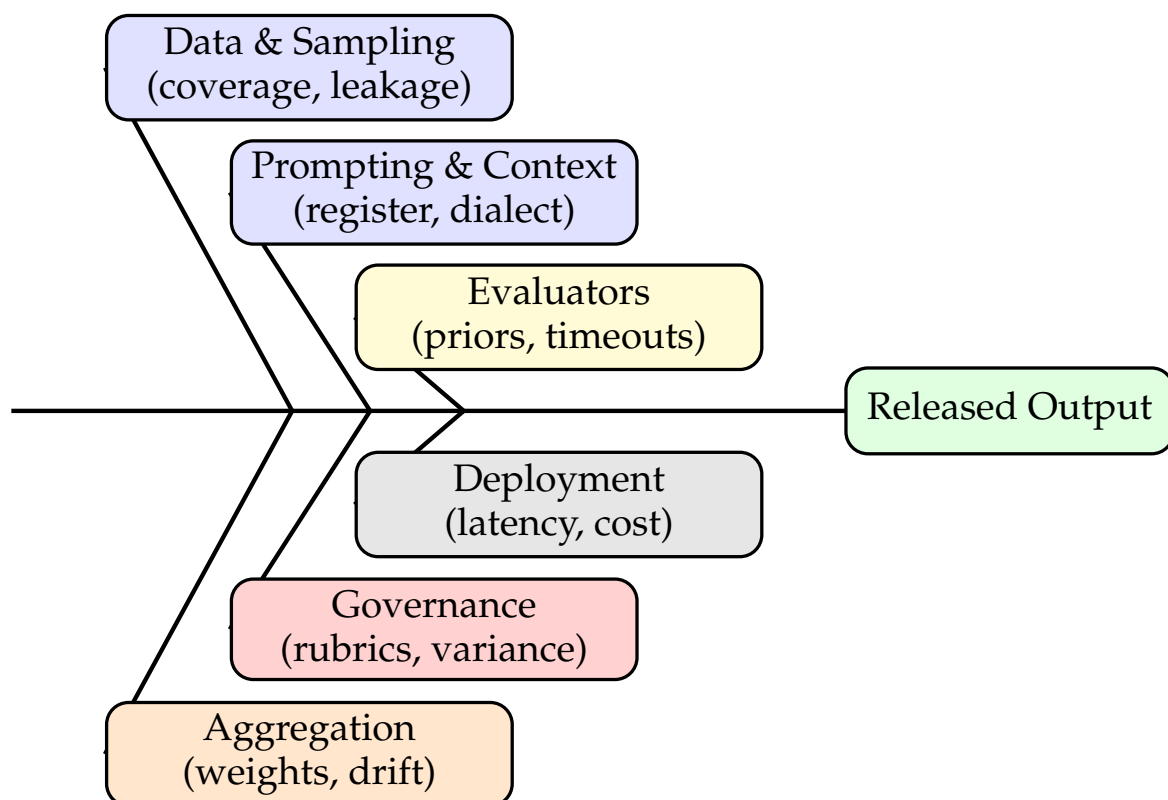 Data & Sampling
(coverage, leakage)
Prompting & Context
(register, dialect)
Evaluators
(priors, timeouts)
Released Output
Deployment
(latency, cost)
Governance
(rubrics, variance)
Aggregation
(weights, drift)